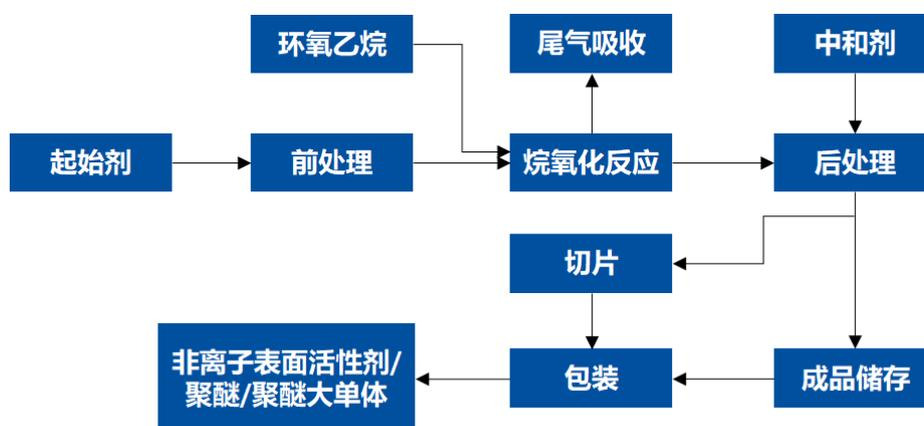 环氧乙烷
尾气吸收
中和剂
起始剂
前处理
烷氧化反应
后处理
切片
非离子表面活性剂/
聚醚/聚醚大单体
包装
成品储存